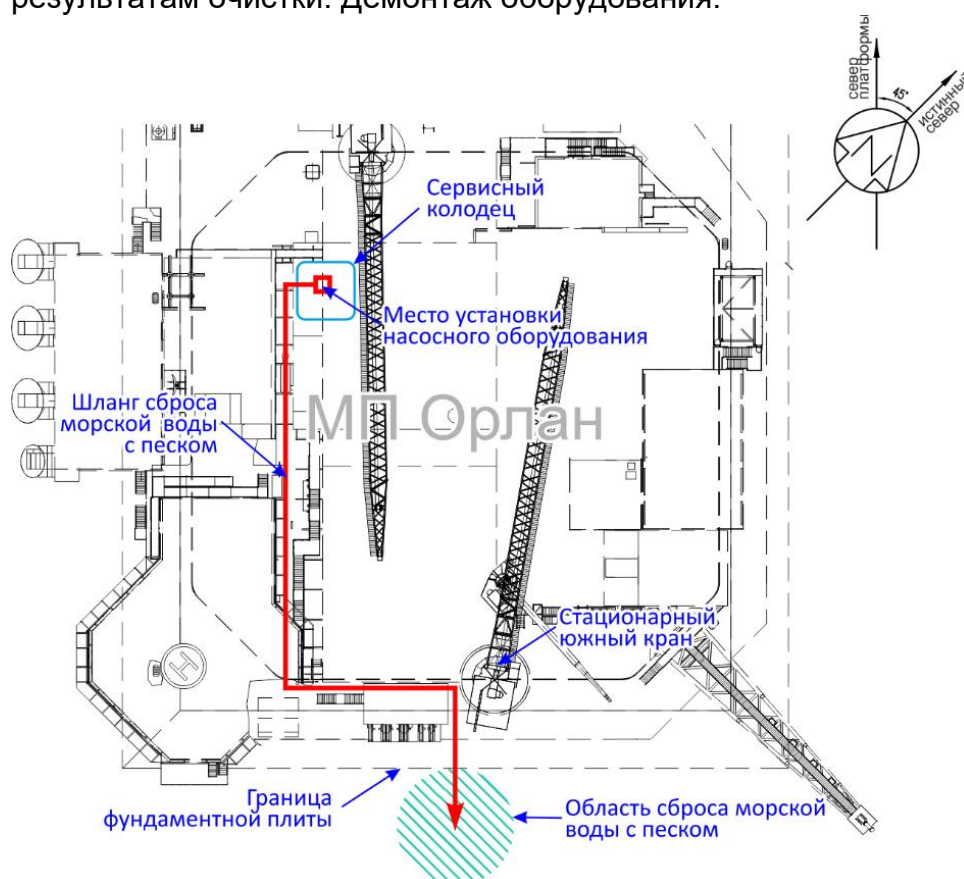 результатам очистки. Демонтаж оборудования.
север
платформы
45°
истинный
север
N
Сервисный
колодец
Место установки
насосного оборудования
Шланг сброса
морской воды
с песком
МП Орлан
Стационарный
южный кран
H
Граница
фундаментной плиты
Область сброса морской
воды с песком